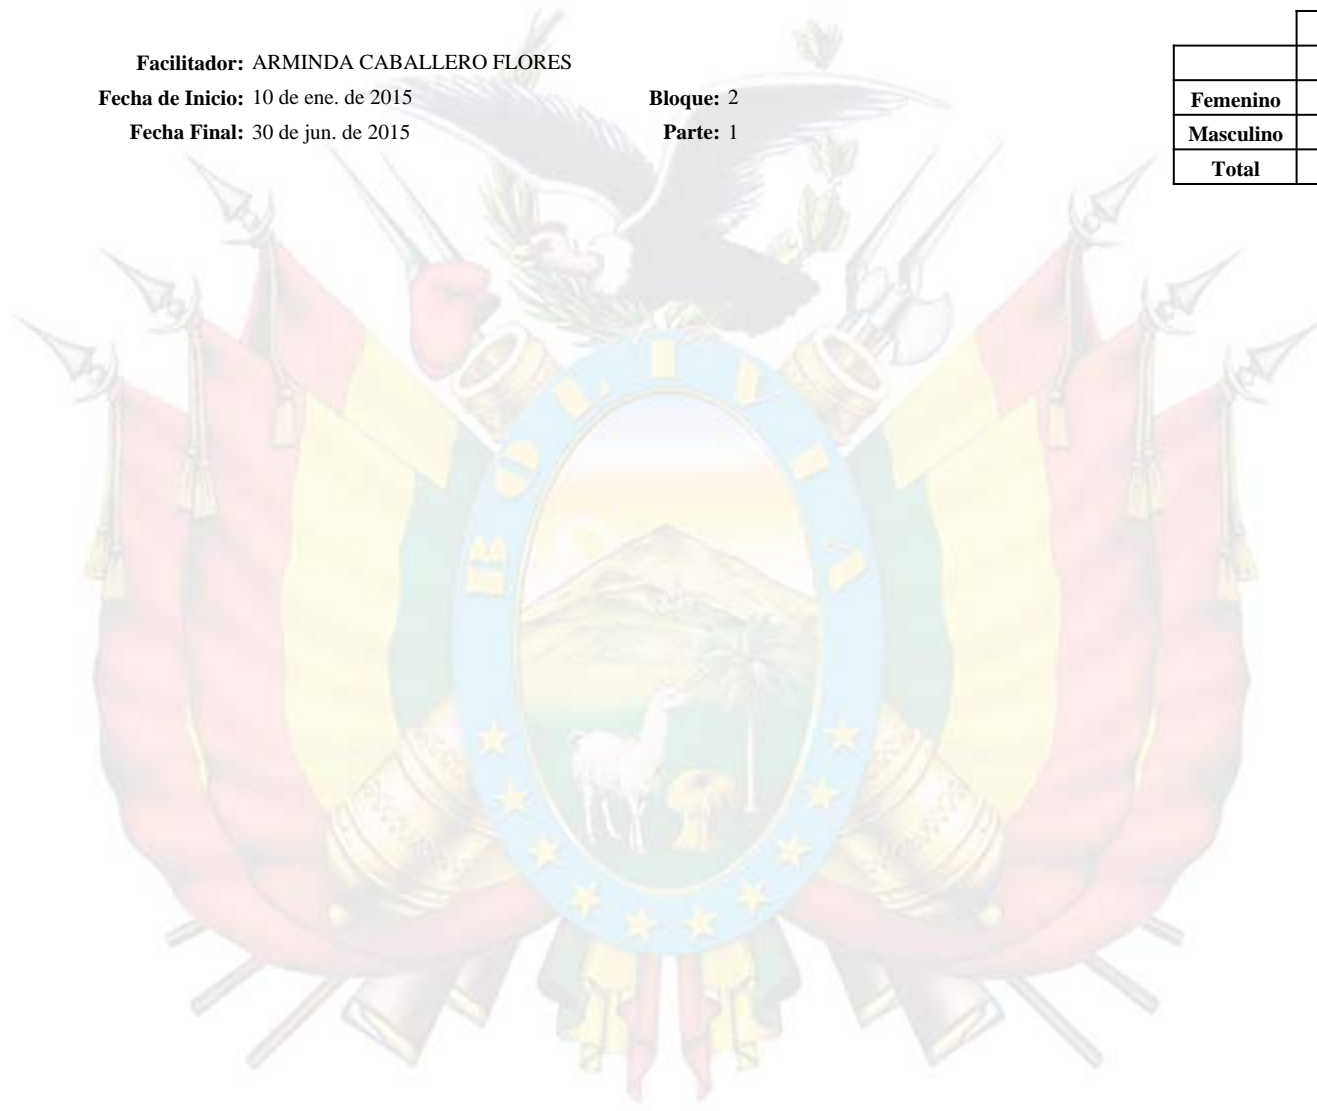 Facilitador: ARMINDA CABALLERO FLORES
Fecha de Inicio: 10 de ene. de 2015 Bloque: 2
Fecha Final: 30 de jun. de 2015 Parte: 1
Femenino
Masculino
Total
BOLIVIA